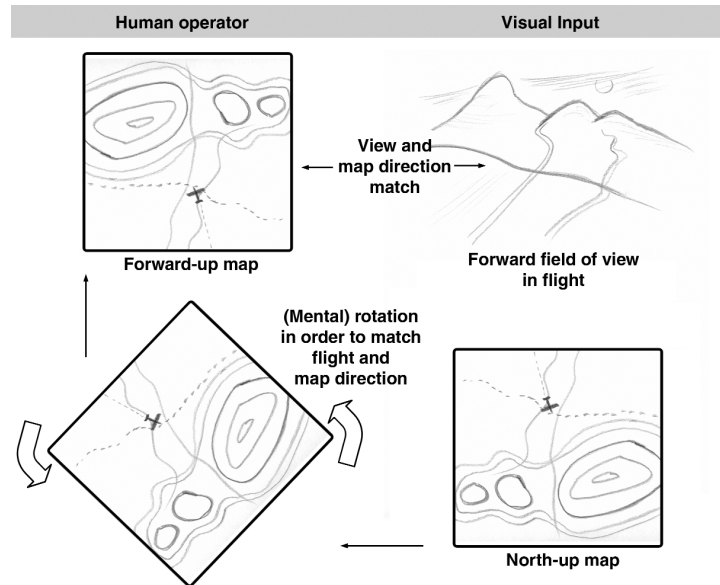 Human operator
Visual Input
View and
map direction
match
Forward-up map
Forward field of view
in flight
(Mental) rotation
in order to match
flight and
map direction
North-up map